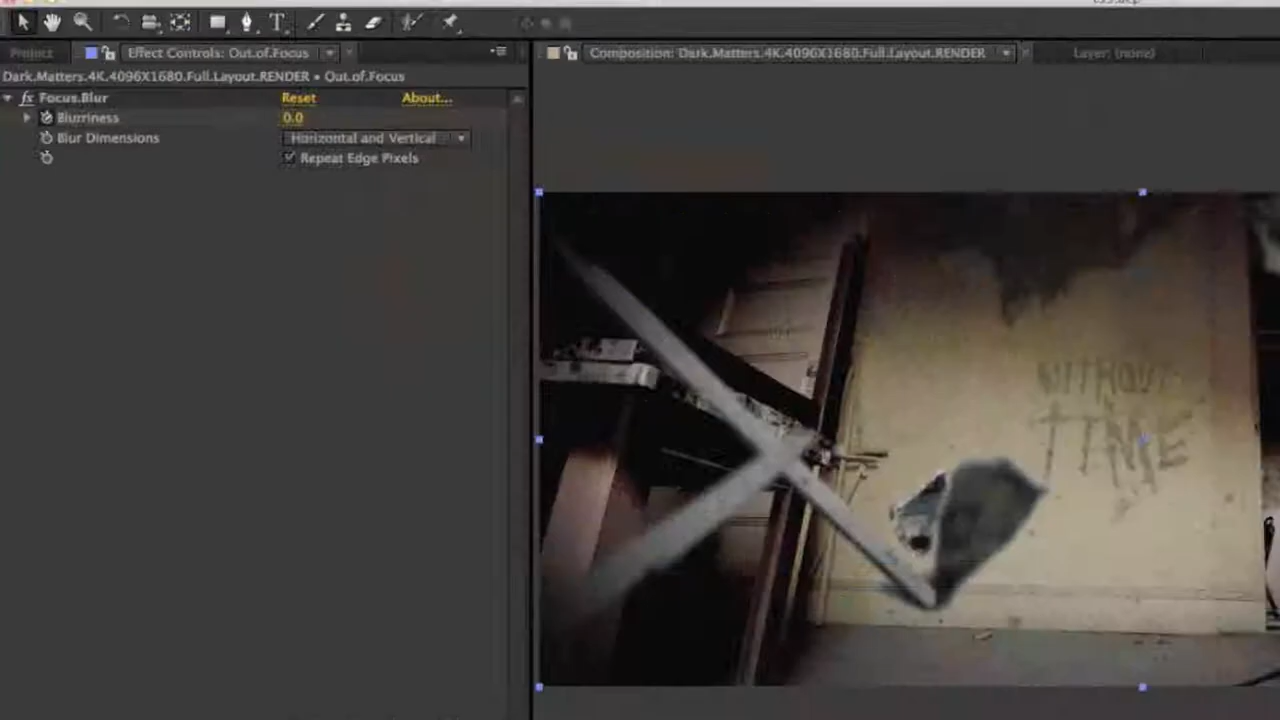 Project
Effect Controls: Out.of.Focus
Composition: Dark.Matters.4K.4096X1680.Full.Layout.RENDER
Layer: (none)
Dark.Matters.4K.4096X1680.Full.Layout.RENDER • Out.of.Focus
fx Focus.Blur Reset About...
Blurriness 0.0
Blur Dimensions Horizontal and Vertical
Repeat Edge Pixels
WITHOUT
TIME